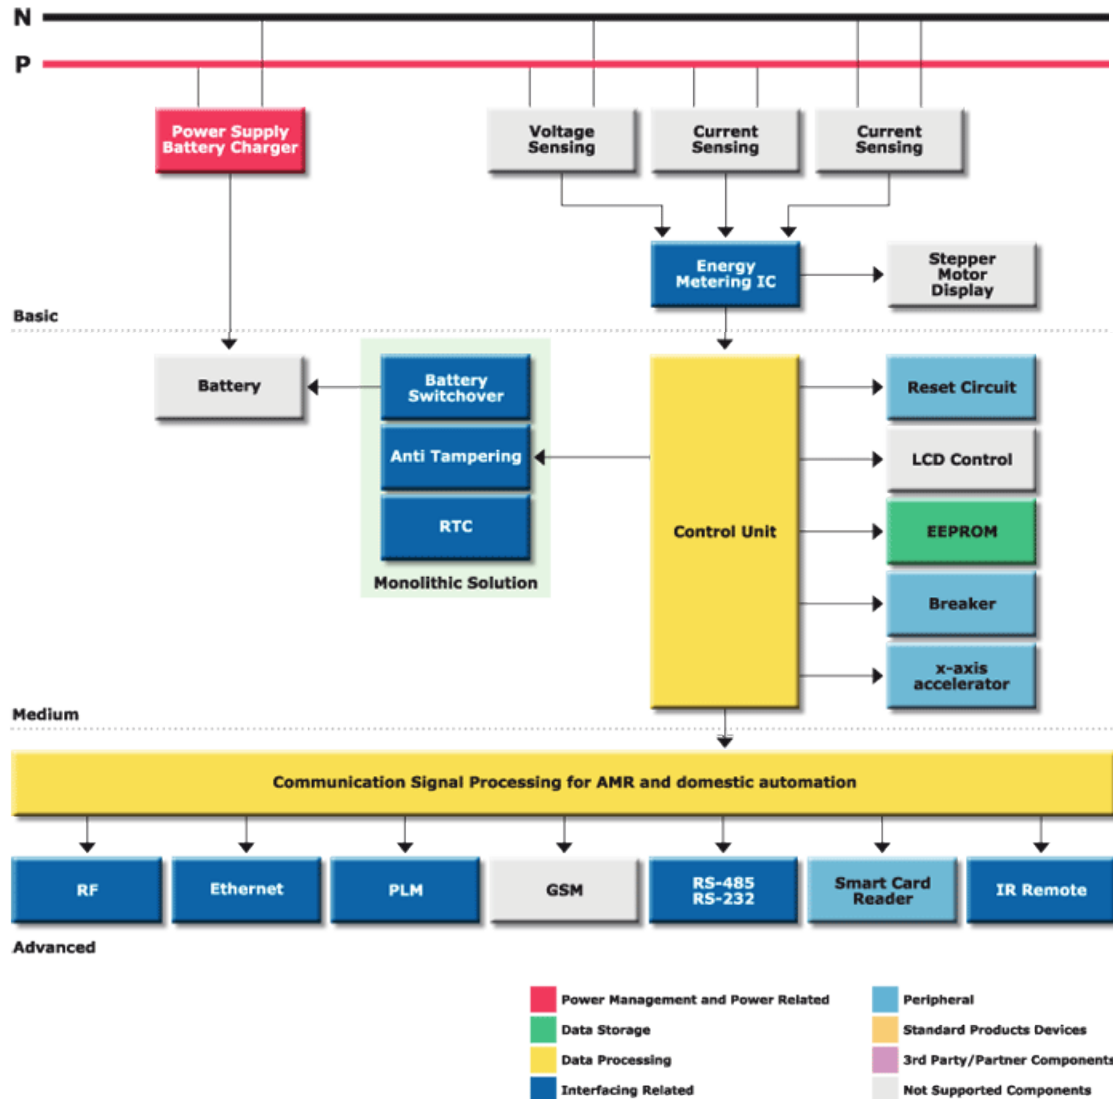 N
P
Power Supply
Battery Charger
Voltage
Sensing
Current
Sensing
Current
Sensing
Energy
Metering IC
Stepper
Motor
Display
Basic
Battery
Battery
Switchover
Anti Tampering
RTC
Monolithic Solution
Control Unit
Reset Circuit
LCD Control
EEPROM
Breaker
x-axis
accelerator
Medium
Communication Signal Processing for AMR and domestic automation
RF
Ethernet
PLM
GSM
RS-485
RS-232
Smart Card
Reader
IR Remote
Advanced
Power Management and Power Related
Data Storage
Data Processing
Interfacing Related
Peripheral
Standard Products Devices
3rd Party/Partner Components
Not Supported Components